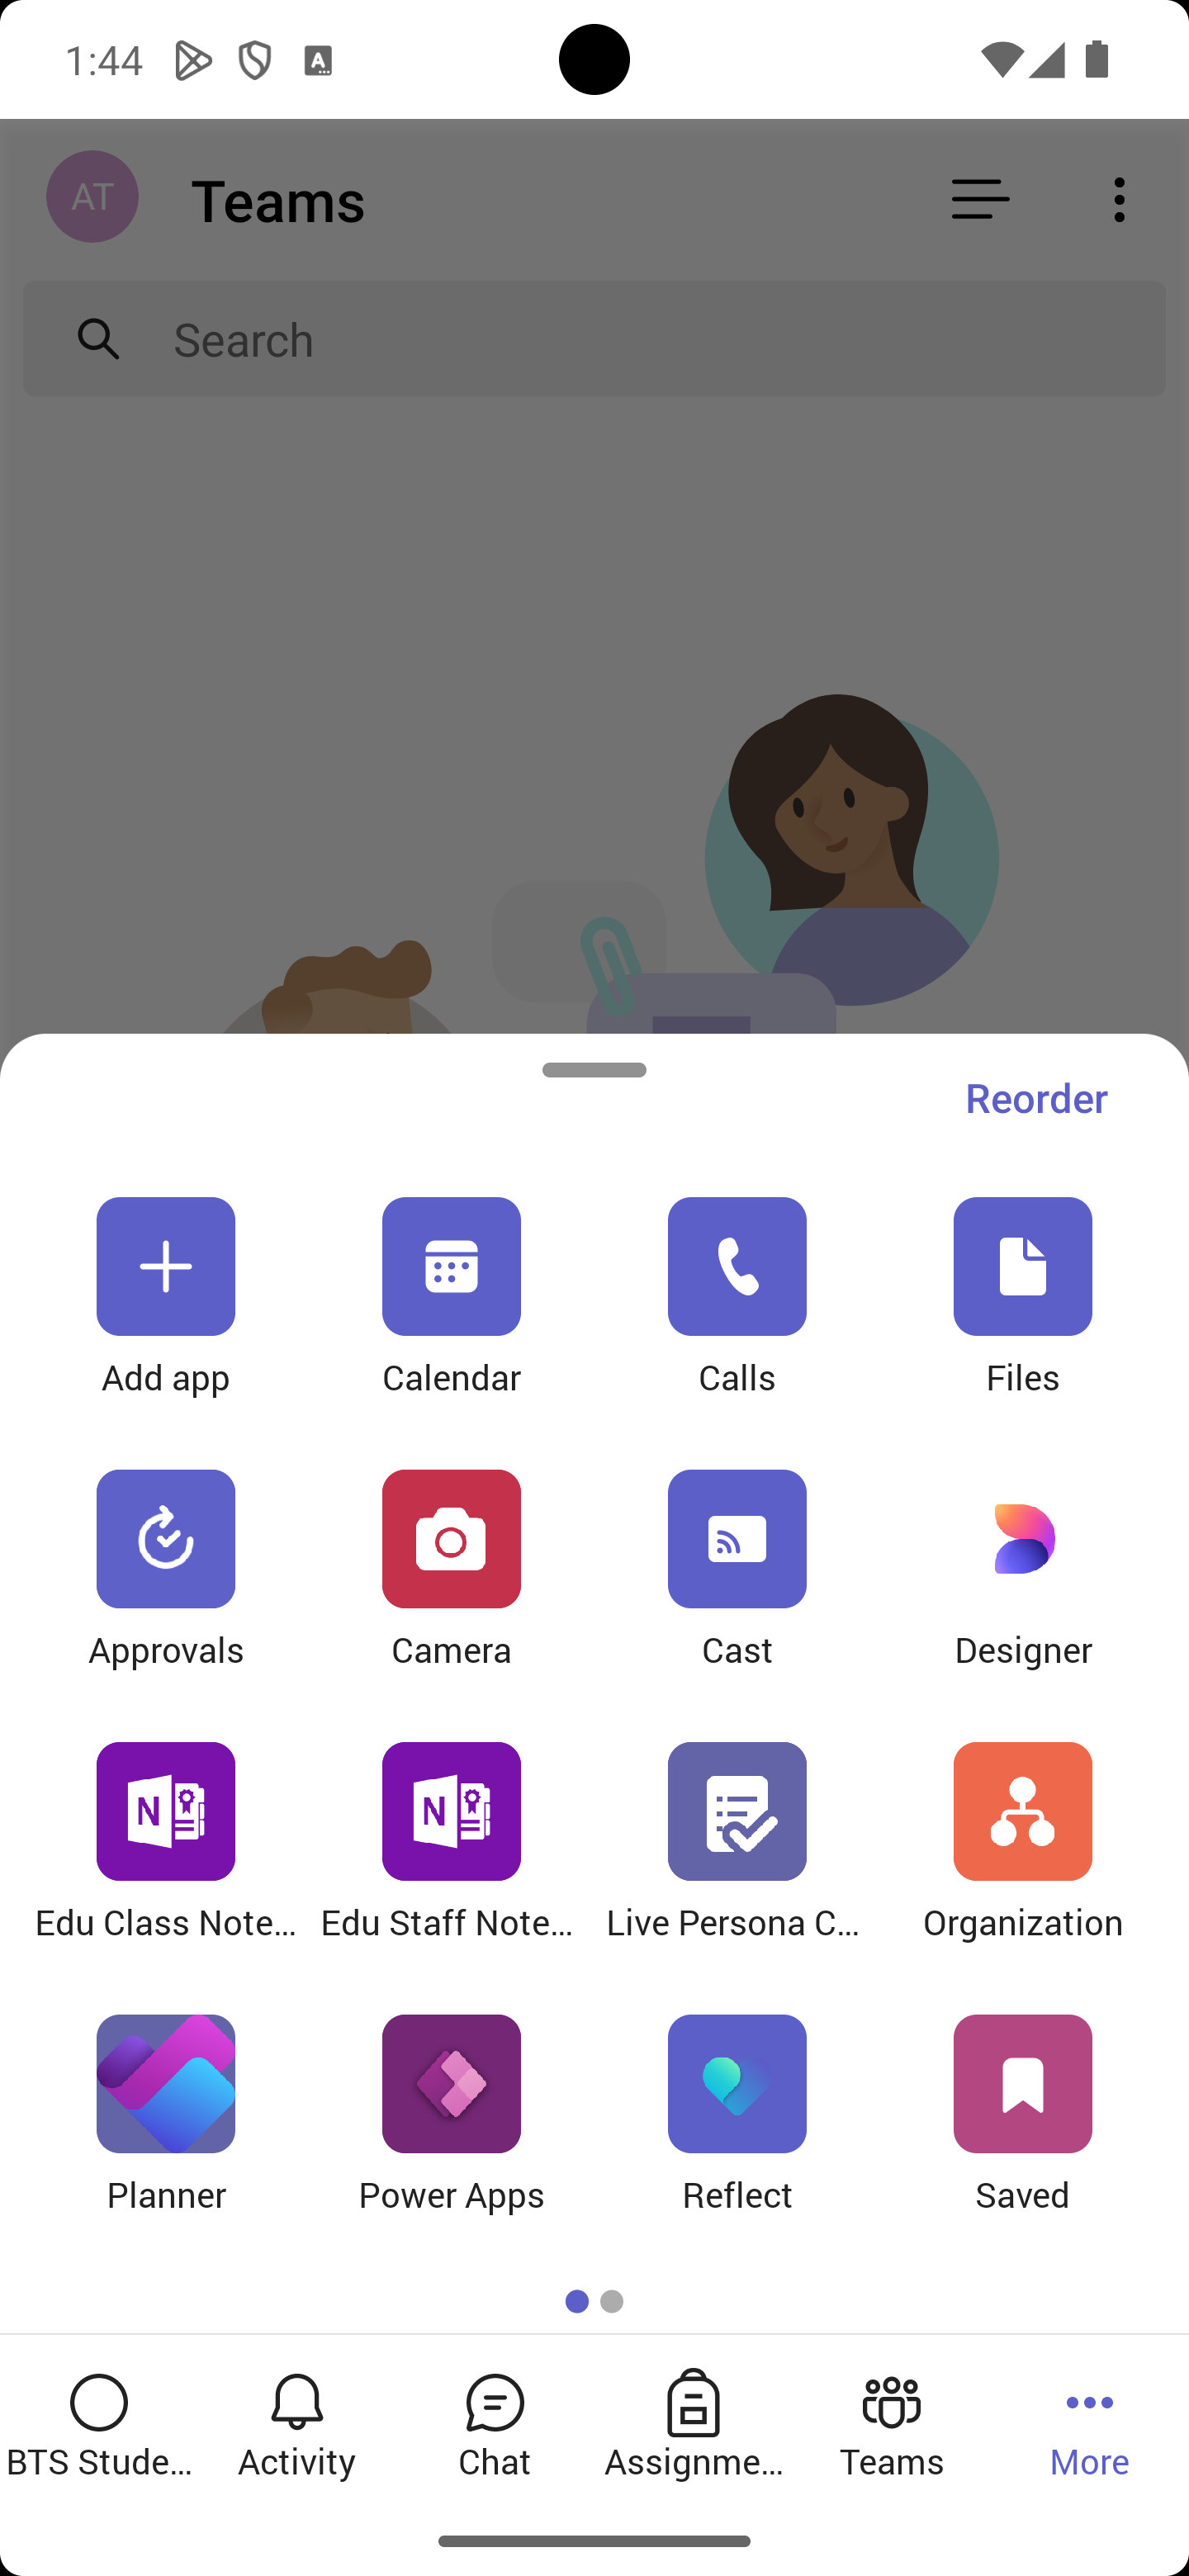 1:44
AT
Teams
Search
Reorder
Add app
Calendar
Calls
Files
Approvals
Camera
Cast
Designer
Edu Class Note...
Edu Staff Note...
Live Persona C...
Organization
Planner
Power Apps
Reflect
Saved
BTS Stude...
Activity
Chat
Assignme...
Teams
More